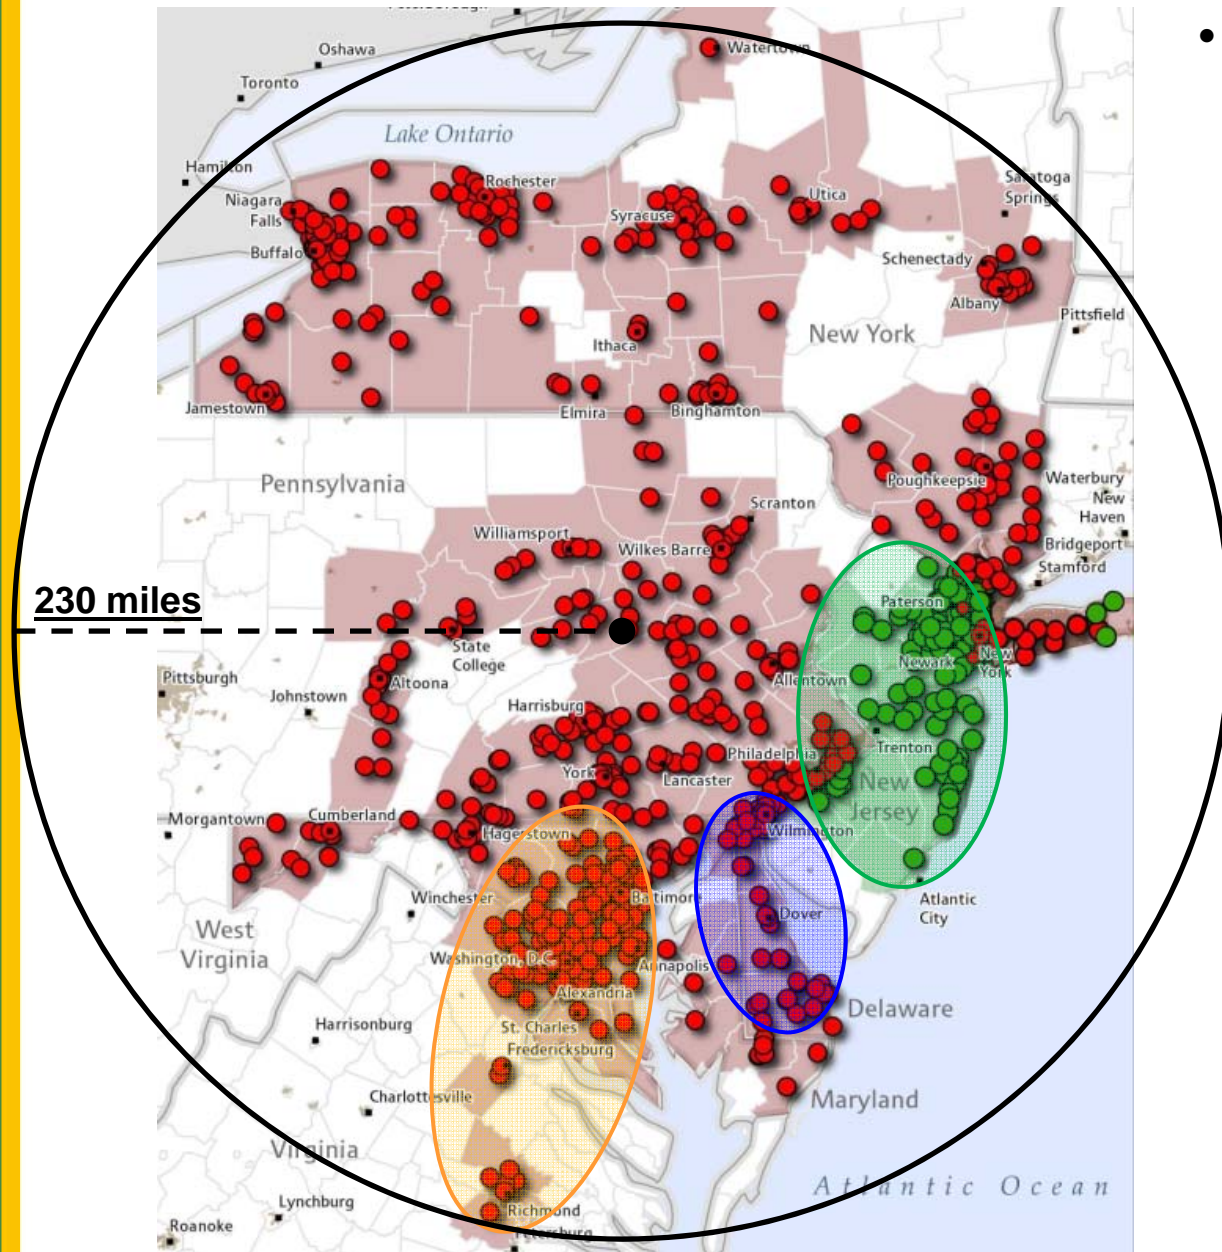 Watertown
•
Oshawa
Toronto
Lake Ontario
Hamilton
Rochester
Saratoga
Springs
Niagara
Falls
Utica
Syracuse
Buffalo
Schenectady
Albany
Pittsfield
New York
Ithaca
Jamestown
Elmira
Binghamton
Pennsylvania
Poughkeepsie
Waterbury
New
Haven
Scranton
Williamsport
Wilkes Barre
Bridgeport
Stamford
230 miles
Paterson
State
College
Newark
New
York
Pittsburgh
Altoona
Allentown
Johnstown
Harrisburg
Trenton
Philadelphia
York
Lancaster
New
Jersey
Morgantown
Cumberland
Hagerstown
Wilmington
Winchester
Baltimore
Atlantic
City
Dover
West
Virginia
Washington, D.C.
Annapolis
Alexandria
Delaware
Harrisonburg
St. Charles
Fredericksburg
Charlottesville
Maryland
Virginia
Atlantic Ocean
Lynchburg
Richmond
Roanoke
Petersburg